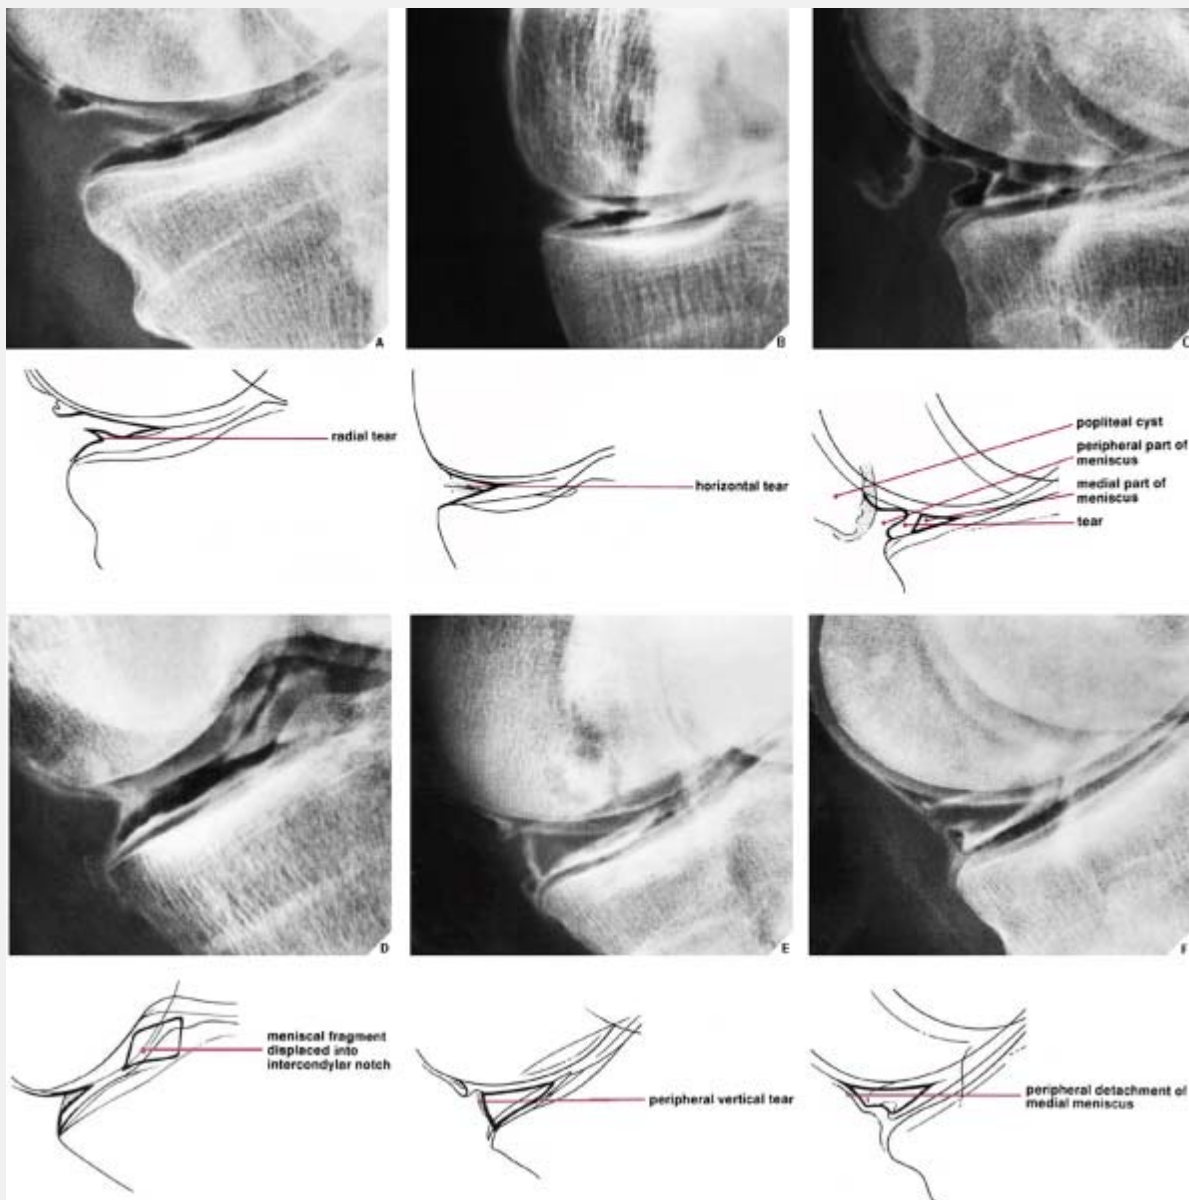 A
B
C
radial tear
horizontal tear
popliteal cyst
peripheral part of
meniscus
medial part of
meniscus
tear
D
E
F
meniscal fragment
displaced into
intercondylar notch
peripheral vertical tear
peripheral detachment of
medial meniscus